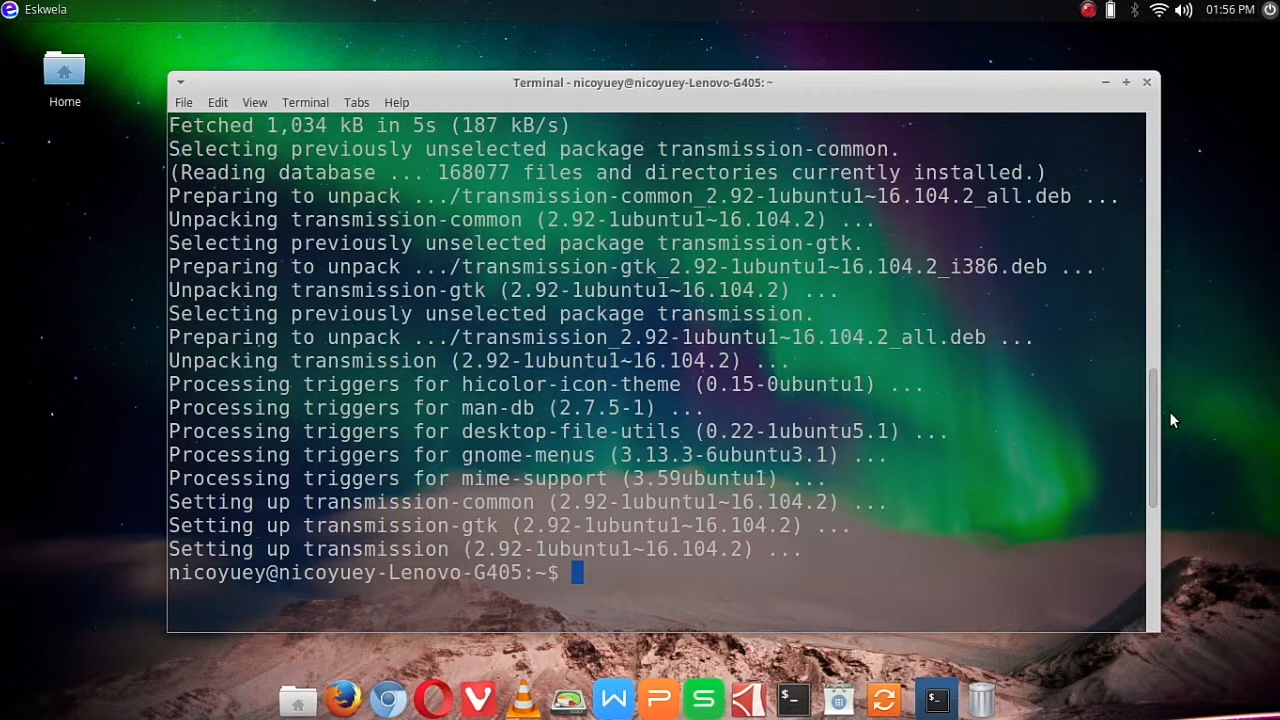 Eskwela
01:56 PM
Home
Terminal - nicoyuey@nicoyuey-Lenovo-G405: ~
File Edit View Terminal Tabs Help
Fetched 1,034 kB in 5s (187 kB/s)
Selecting previously unselected package transmission-common.
(Reading database ... 168077 files and directories currently installed.)
Preparing to unpack .../transmission-common_2.92-1ubuntu1~16.104.2_all.deb ...
Unpacking transmission-common (2.92-1ubuntu1~16.104.2) ...
Selecting previously unselected package transmission-gtk.
Preparing to unpack .../transmission-gtk_2.92-1ubuntu1~16.104.2_i386.deb ...
Unpacking transmission-gtk (2.92-1ubuntu1~16.104.2) ...
Selecting previously unselected package transmission.
Preparing to unpack .../transmission_2.92-1ubuntu1~16.104.2_all.deb ...
Unpacking transmission (2.92-1ubuntu1~16.104.2) ...
Processing triggers for hicolor-icon-theme (0.15-0ubuntu1) ...
Processing triggers for man-db (2.7.5-1) ...
Processing triggers for desktop-file-utils (0.22-1ubuntu5.1) ...
Processing triggers for gnome-menus (3.13.3-6ubuntu3.1) ...
Processing triggers for mime-support (3.59ubuntu1) ...
Setting up transmission-common (2.92-1ubuntu1~16.104.2) ...
Setting up transmission-gtk (2.92-1ubuntu1~16.104.2) ...
Setting up transmission (2.92-1ubuntu1~16.104.2) ...
nicoyuey@nicoyuey-Lenovo-G405:~$